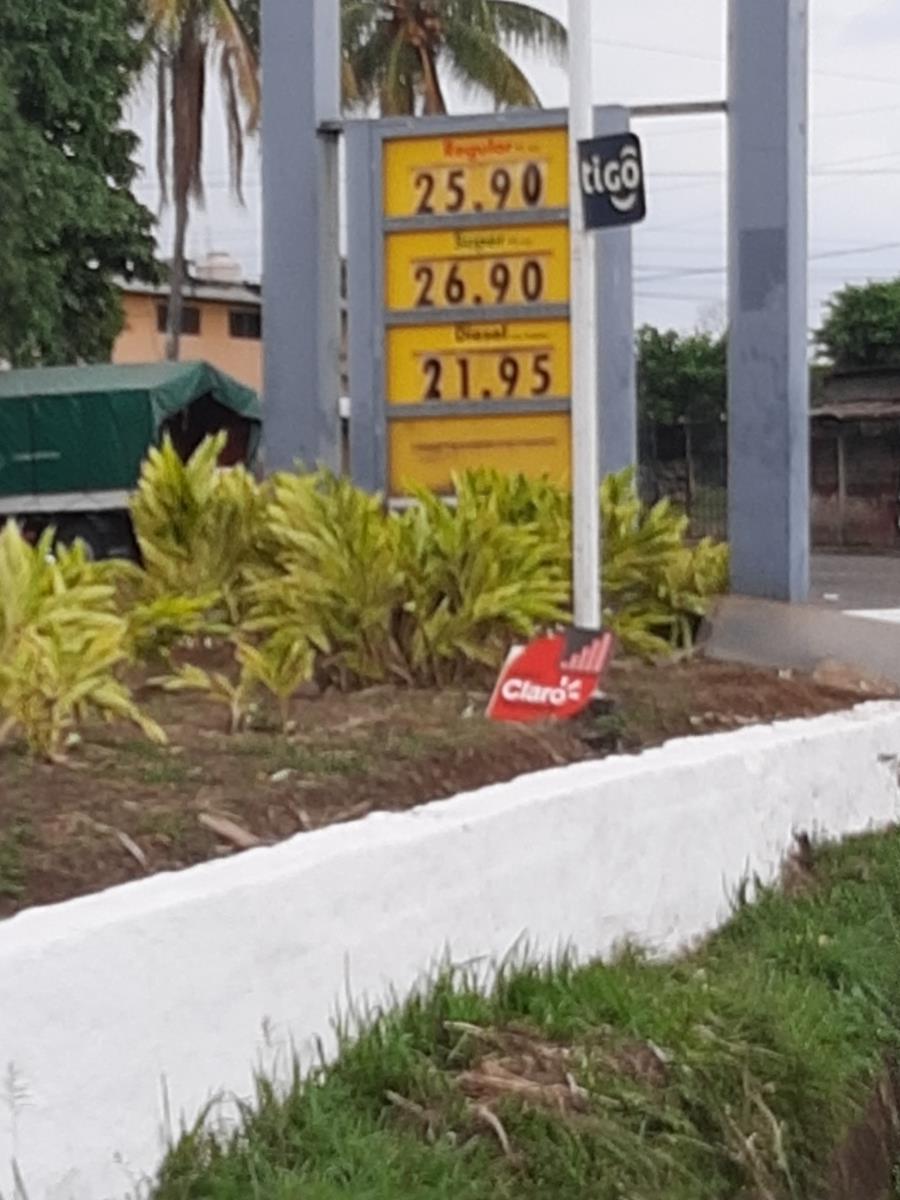 Regular
25.90
tigo
Super
26.90
Diesel
21.95
Claro